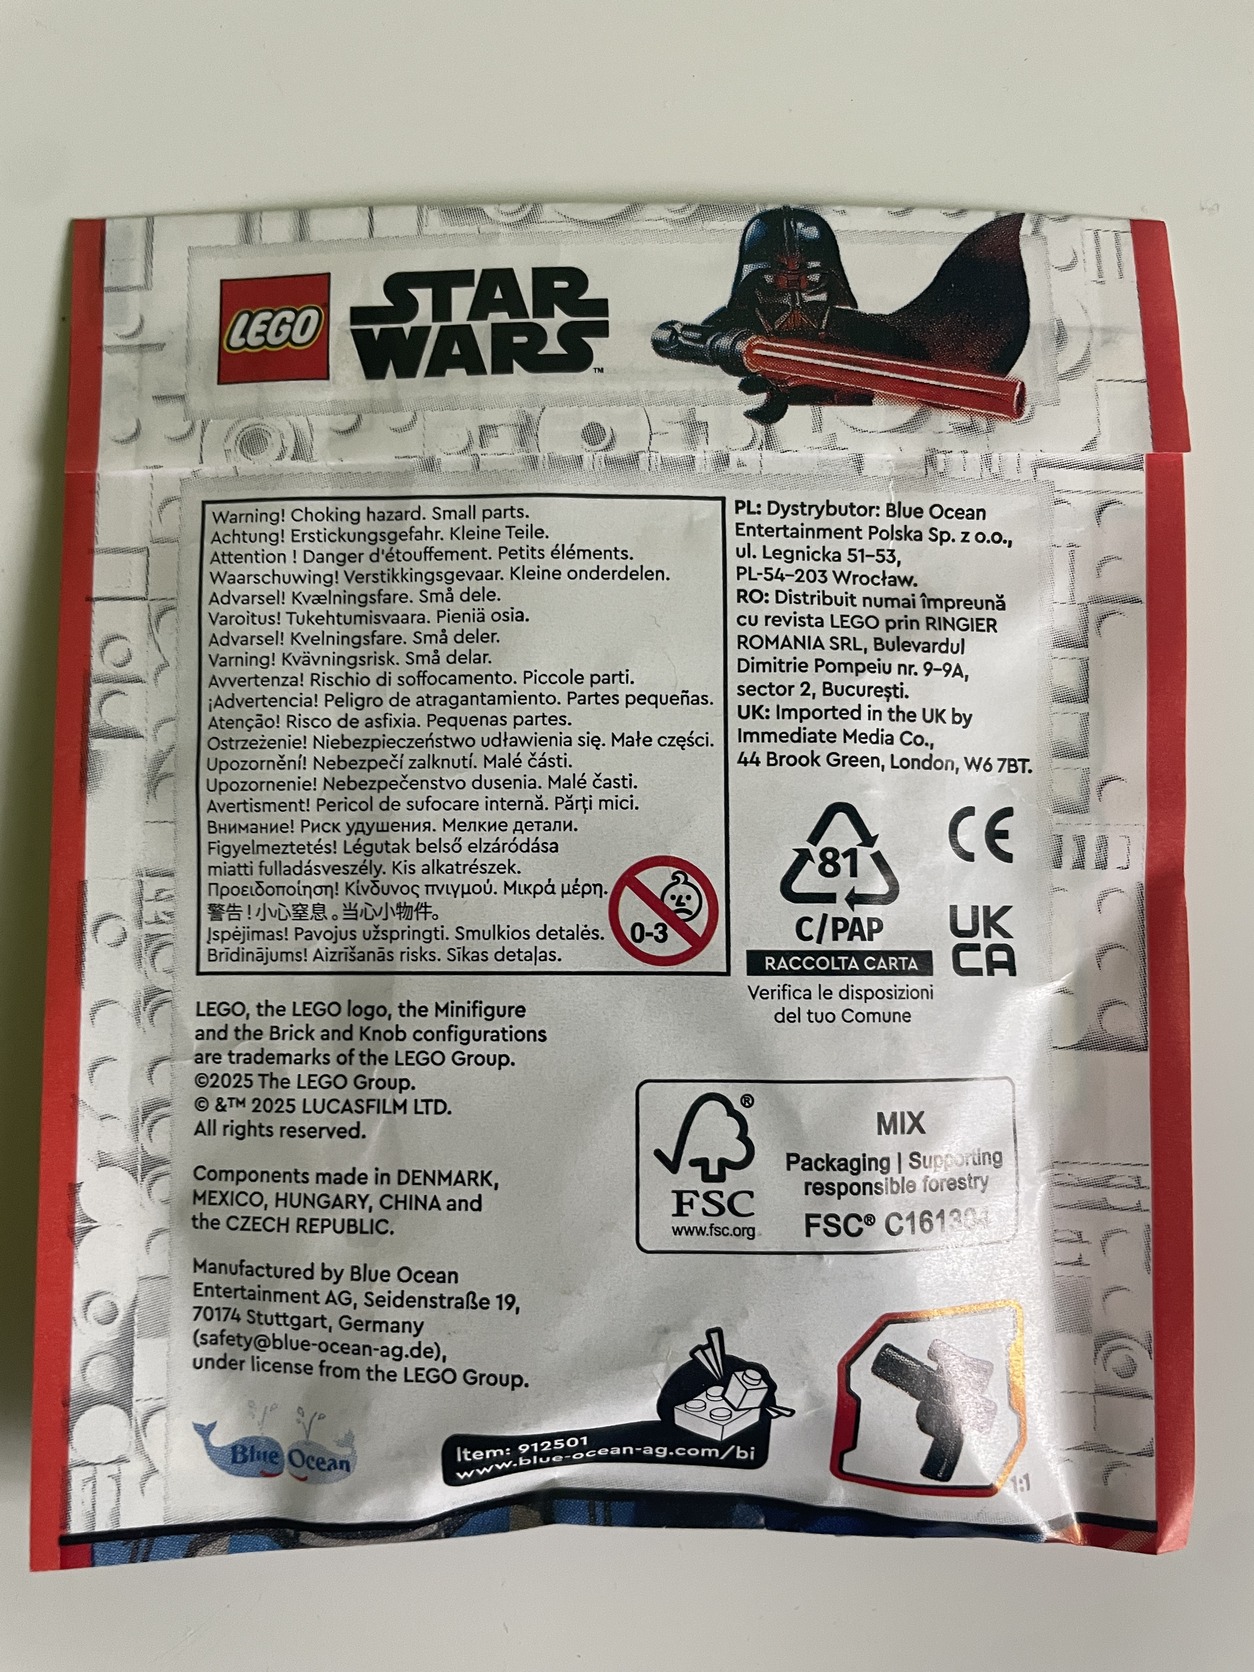 LEGO
STAR
WARS™
Warning! Choking hazard. Small parts.
Achtung! Erstickungsgefahr. Kleine Teile.
Attention ! Danger d'étouffement. Petits éléments.
Waarschuwing! Verstikkingsgevaar. Kleine onderdelen.
Advarsel! Kvælningsfare. Små dele.
Varoitus! Tukehtumisvaara. Pieniä osia.
Advarsel! Kvelningsfare. Små deler.
Varning! Kvävningsrisk. Små delar.
Avvertenza! Rischio di soffocamento. Piccole parti.
¡Advertencia! Peligro de atragantamiento. Partes pequeñas.
Atenção! Risco de asfixia. Pequenas partes.
Ostrzeżenie! Niebezpieczeństwo udławienia się. Małe części.
Upozornění! Nebezpečí zalknutí. Malé části.
Upozornenie! Nebezpečenstvo dusenia. Malé časti.
Avertisment! Pericol de sufocare internă. Părți mici.
Внимание! Риск удушения. Мелкие детали.
Figyelmeztetés! Légutak belső elzáródása
miatti fulladásveszély. Kis alkatrészek.
Προειδοποίηση! Κίνδυνος πνιγμού. Μικρά μέρη.
警告！小心窒息。当心小物件。
Įspėjimas! Pavojus užspringti. Smulkios detalės.
Brīdinājums! Aizrīšanās risks. Sīkas detaļas.
0-3
PL: Dystrybutor: Blue Ocean
Entertainment Polska Sp. z o.o.,
ul. Legnicka 51–53,
PL-54–203 Wrocław.
RO: Distribuit numai împreună
cu revista LEGO prin RINGIER
ROMANIA SRL, Bulevardul
Dimitrie Pompeiu nr. 9–9A,
sector 2, București.
UK: Imported in the UK by
Immediate Media Co.,
44 Brook Green, London, W6 7BT.
81
C/PAP
RACCOLTA CARTA
Verifica le disposizioni
del tuo Comune
CE
UK
CA
LEGO, the LEGO logo, the Minifigure
and the Brick and Knob configurations
are trademarks of the LEGO Group.
©2025 The LEGO Group.
© &™ 2025 LUCASFILM LTD.
All rights reserved.
Components made in DENMARK,
MEXICO, HUNGARY, CHINA and
the CZECH REPUBLIC.
Manufactured by Blue Ocean
Entertainment AG, Seidenstraße 19,
70174 Stuttgart, Germany
(safety@blue-ocean-ag.de),
under license from the LEGO Group.
®
FSC
www.fsc.org
MIX
Packaging | Supporting
responsible forestry
FSC®
Blue Ocean
Item: 912501
www.blue-ocean-ag.com/bi
1:1